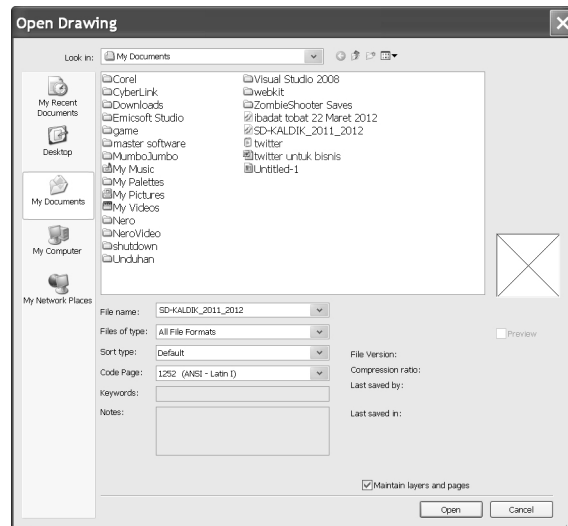 Open Drawing
Look in: My Documents
My Recent Documents
Desktop
My Documents
My Computer
My Network Places
Corel
CyberLink
Downloads
Emicsoft Studio
game
master software
MumboJumbo
My Music
My Palettes
My Pictures
My Videos
Nero
NeroVideo
shutdown
Unduhan
Visual Studio 2008
webkit
ZombieShooter Saves
ibadat tobat 22 Maret 2012
SD-KALDIK_2011_2012
twitter
twitter untuk bisnis
Untitled-1
File name: SD-KALDIK_2011_2012
Files of type: All File Formats
Sort type: Default
Code Page: 1252 (ANSI - Latin I)
Keywords:
Notes:
Preview
File Version:
Compression ratio:
Last saved by:
Last saved in:
Maintain layers and pages
Open Cancel